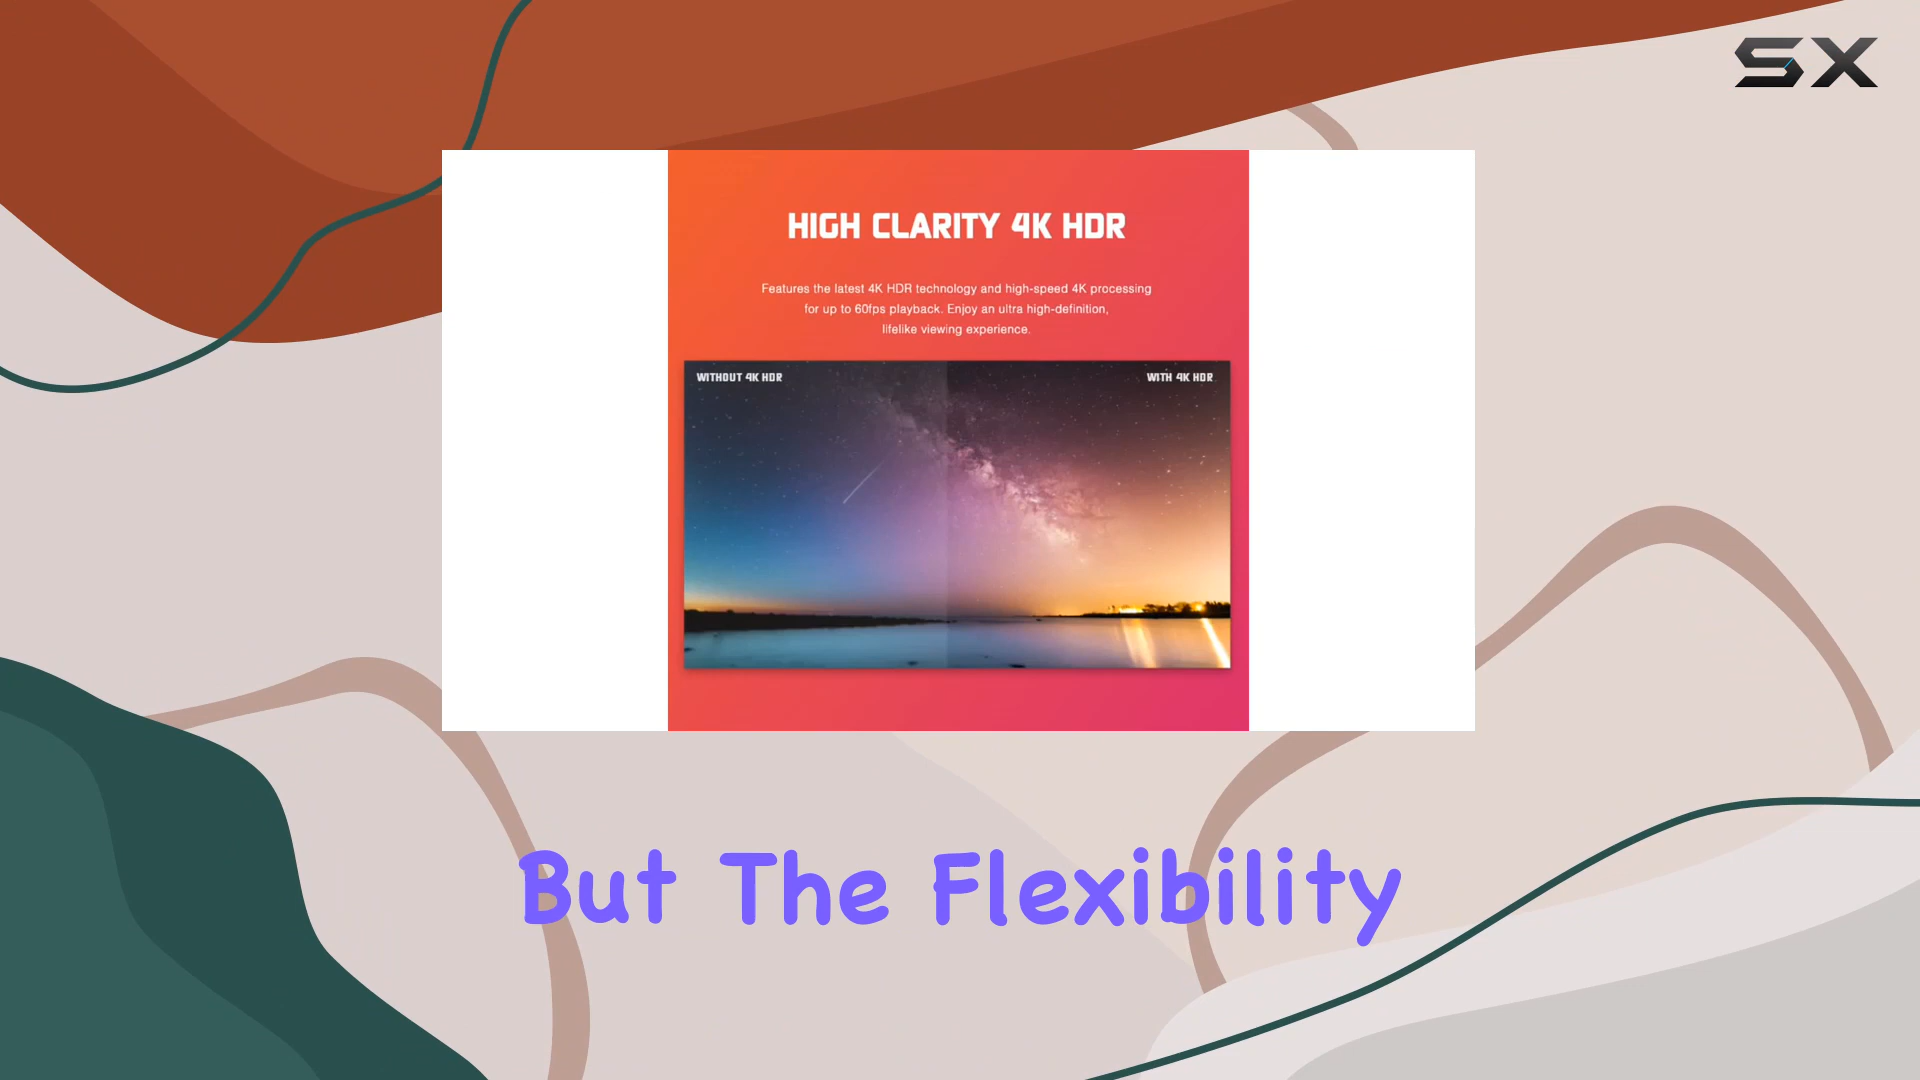 SX
HIGH CLARITY 4K HDR
Features the latest 4K HDR technology and high-speed 4K processing
for up to 60fps playback. Enjoy an ultra high-definition,
lifelike viewing experience.
WITHOUT 4K HDR
WITH 4K HDR
But The Flexibility